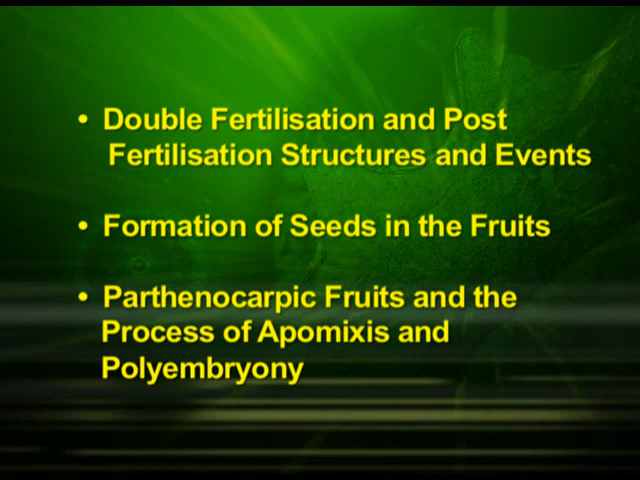 • Double Fertilisation and Post
Fertilisation Structures and Events
• Formation of Seeds in the Fruits
• Parthenocarpic Fruits and the
Process of Apomixis and
Polyembryony